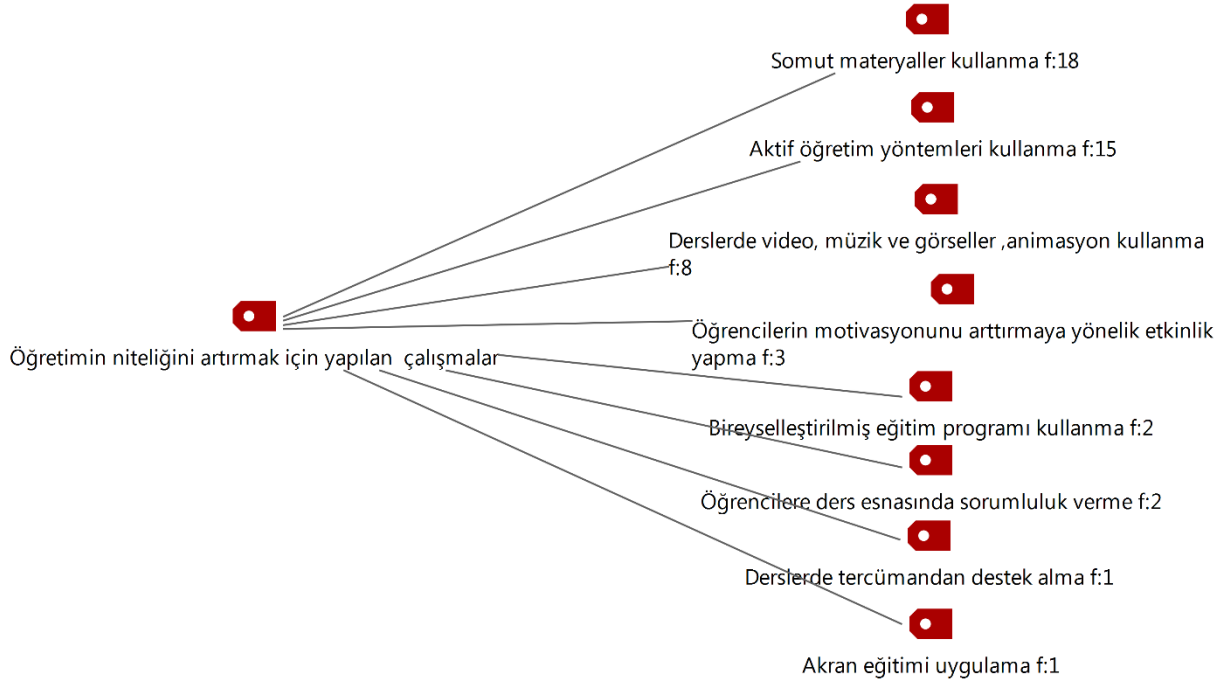 Somut materyaller kullanma f:18
Aktif öğretim yöntemleri kullanma f:15
Derslerde video, müzik ve görseller ,animasyon kullanma
f:8
Öğrencilerin motivasyonunu arttırmaya yönelik etkinlik
yapma f:3
Öğretimin niteliğini artırmak için yapılan  çalışmalar
Bireyselleştirilmiş eğitim programı kullanma f:2
Öğrencilere ders esnasında sorumluluk verme f:2
Derslerde tercümandan destek alma f:1
Akran eğitimi uygulama f:1